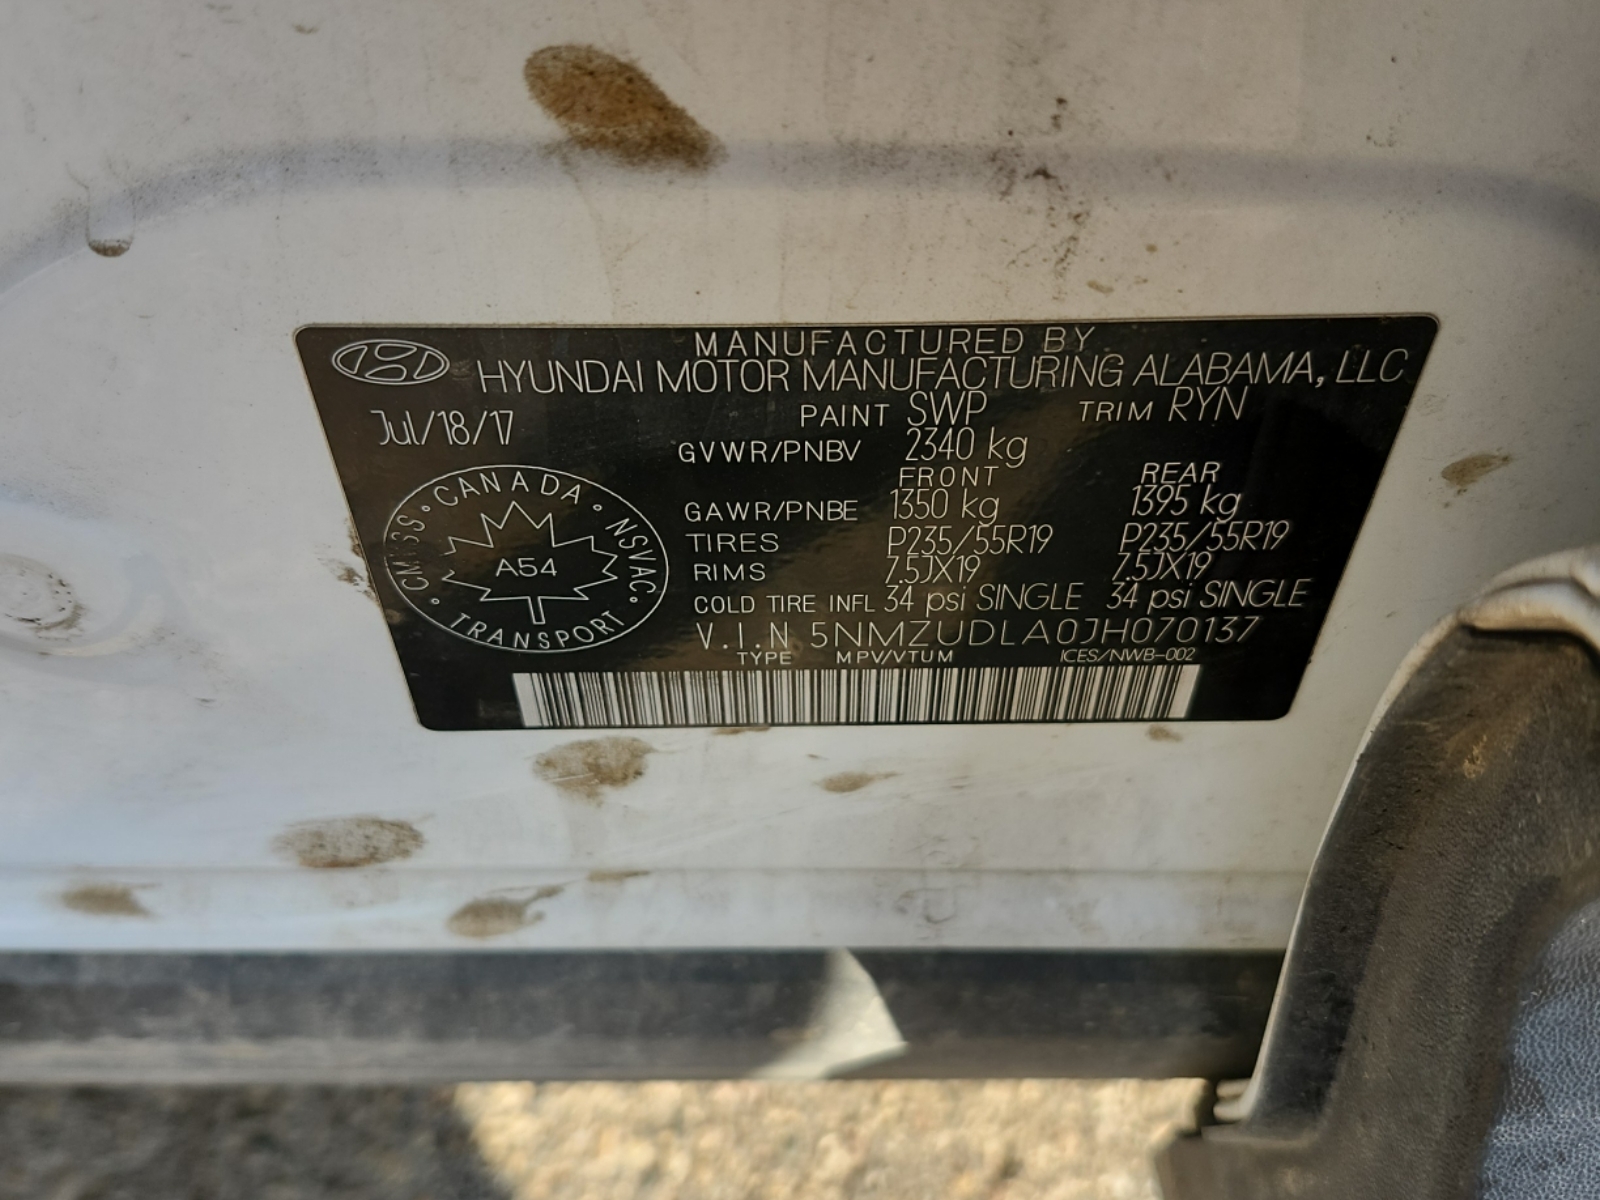 MANUFACTURED BY
HYUNDAI MOTOR MANUFACTURING ALABAMA, LLC
Jul/18/17
PAINT SWP TRIM RYN
GVWR/PNBV 2340 kg
FRONT REAR
GAWR/PNBE 1350 kg 1395 kg
TIRES P235/55R19 P235/55R19
RIMS 7.5JX19 7.5JX19
COLD TIRE INFL 34 psi SINGLE 34 psi SINGLE
V.I.N 5NMZUDLA0JH070137
TYPE MPV/VTUM ICES/NWB-002
CMVSS • CANADA • NSVAC • TRANSPORT •
A54